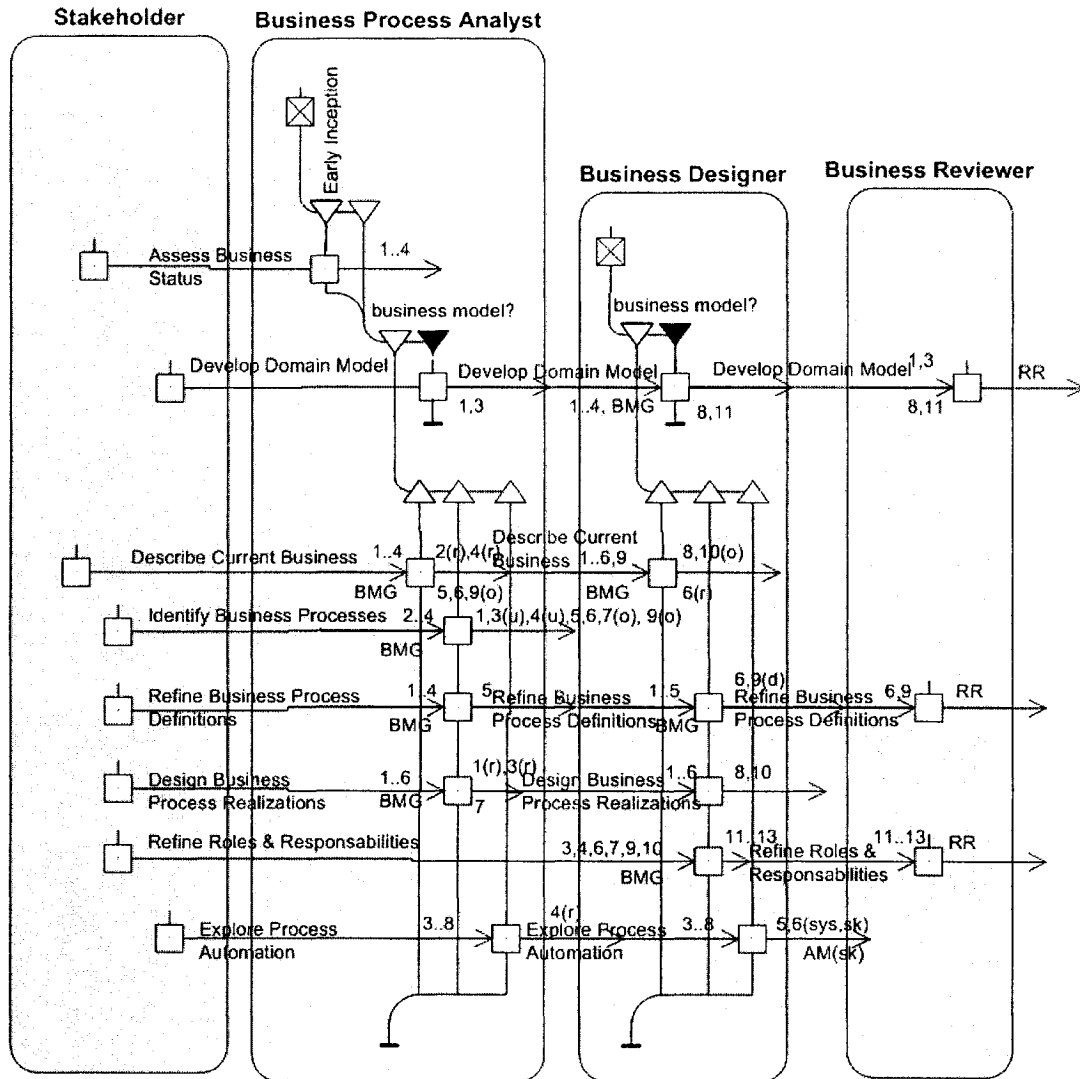 Stakeholder
Business Process Analyst
Early Inception
Business Designer
Business Reviewer
Assess Business
Status
1..4
business model?
business model?
Develop Domain Model
Develop Domain Model
Develop Domain Model
1,3
RR
1,3
1..4, BMG
8,11
8,11
Describe Current Business
1..4
2(r),4(r)
Describe Current
Business
1..6,9
8,10(o)
BMG
5,6,9(o)
BMG
6(r)
Identify Business Processes
2..4
1,3(u),4(u),5,6,7(o), 9(o)
BMG
Refine Business Process
Definitions
1..4
BMG
5
Refine Business
Process Definitions
1..5
BMG
6,9(d)
Refine Business
Process Definitions
6,9
RR
Design Business
Process Realizations
1..6
BMG
1(r),3(r)
7
Design Business
Process Realizations
1..6
8,10
Refine Roles & Responsabilities
3,4,6,7,9,10
BMG
11..13
Refine Roles &
Responsabilities
11..13
RR
Explore Process
Automation
3..8
4(r)
Explore Process
Automation
3..8
5,6(sys,sk)
AM(sk)